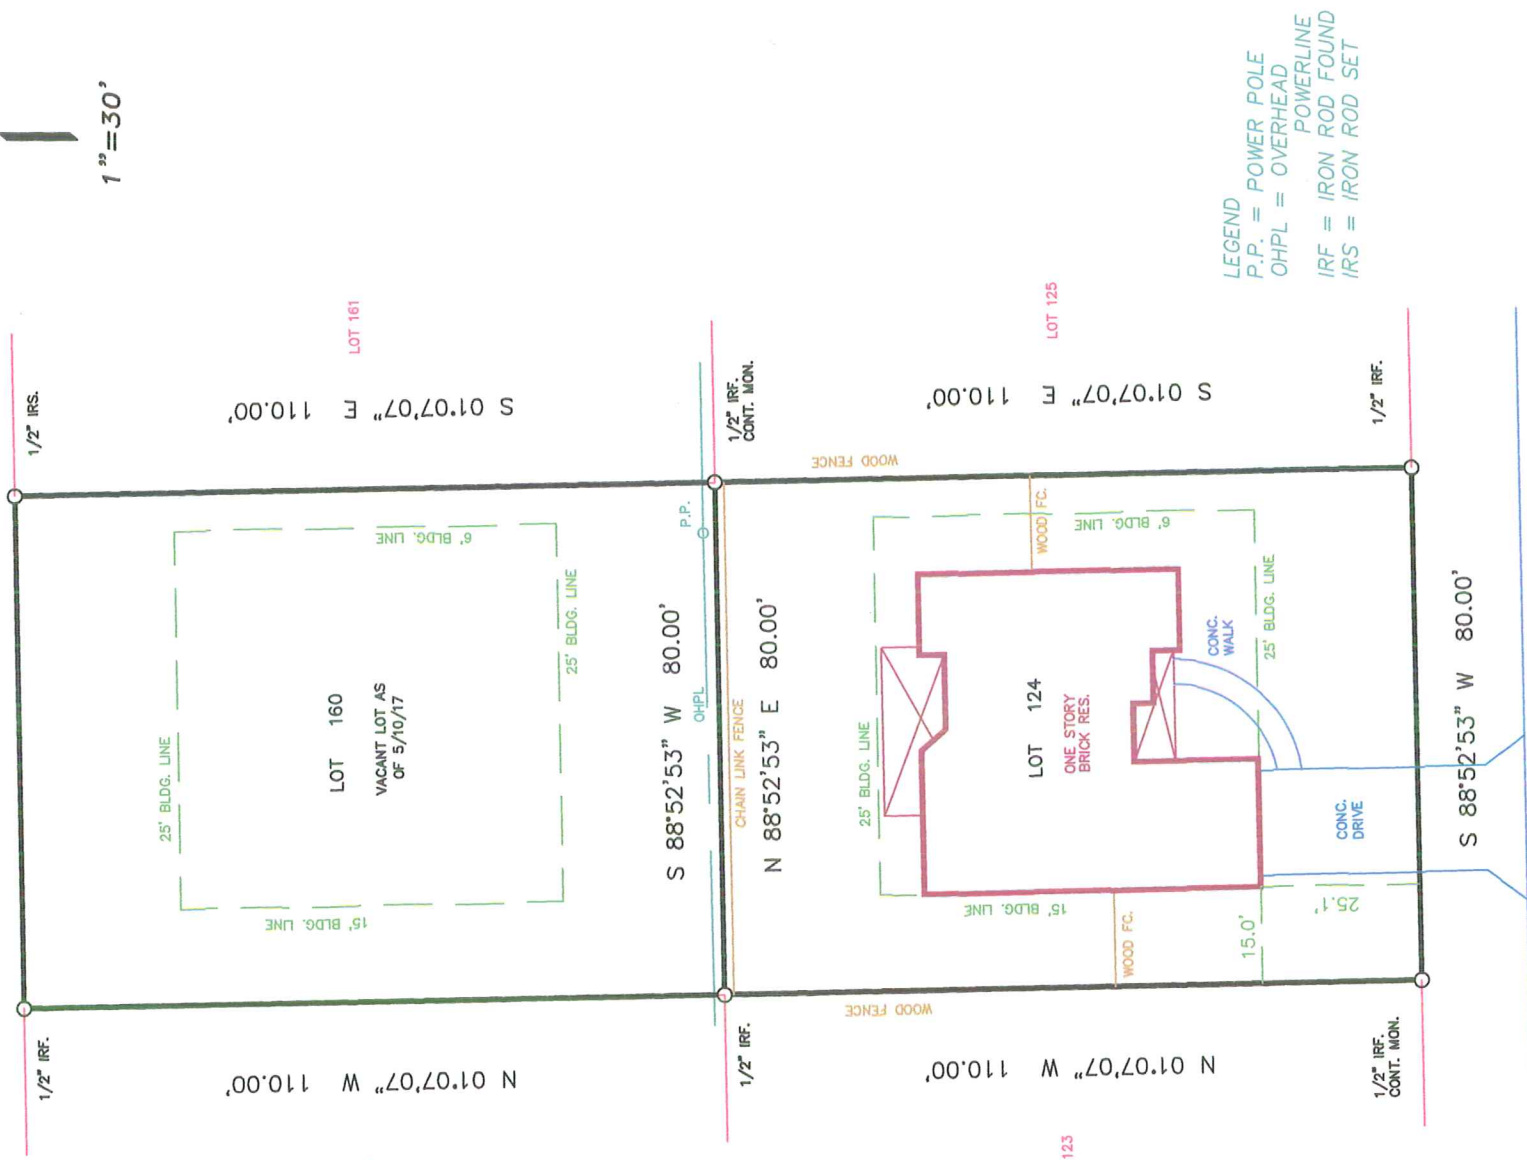 1"=30'
1/2" IRS.
LOT 161
S 01°07'07" E 110.00'
1/2" IRF.
CONT. MON.
LOT 125
S 01°07'07" E 110.00'
1/2" IRF.
LEGEND
P.P. = POWER POLE
OHPL = OVERHEAD
POWERLINE
IRF = IRON ROD FOUND
IRS = IRON ROD SET
25' BLDG. LINE
6' BLDG. LINE
LOT 160
VACANT LOT AS
OF 5/10/17
25' BLDG. LINE
15' BLDG. LINE
S 88°52'53" W 80.00'
OHPL
P.P.
CHAIN LINK FENCE
N 88°52'53" E 80.00'
WOOD FENCE
25' BLDG. LINE
WOOD FC.
6' BLDG. LINE
LOT 124
ONE STORY
BRICK RES.
CONC.
WALK
25' BLDG. LINE
15' BLDG. LINE
WOOD FC.
15.0'
25.1'
CONC.
DRIVE
S 88°52'53" W 80.00'
WOOD FENCE
1/2" IRF.
N 01°07'07" W 110.00'
1/2" IRF.
N 01°07'07" W 110.00'
1/2" IRF.
CONT. MON.
123